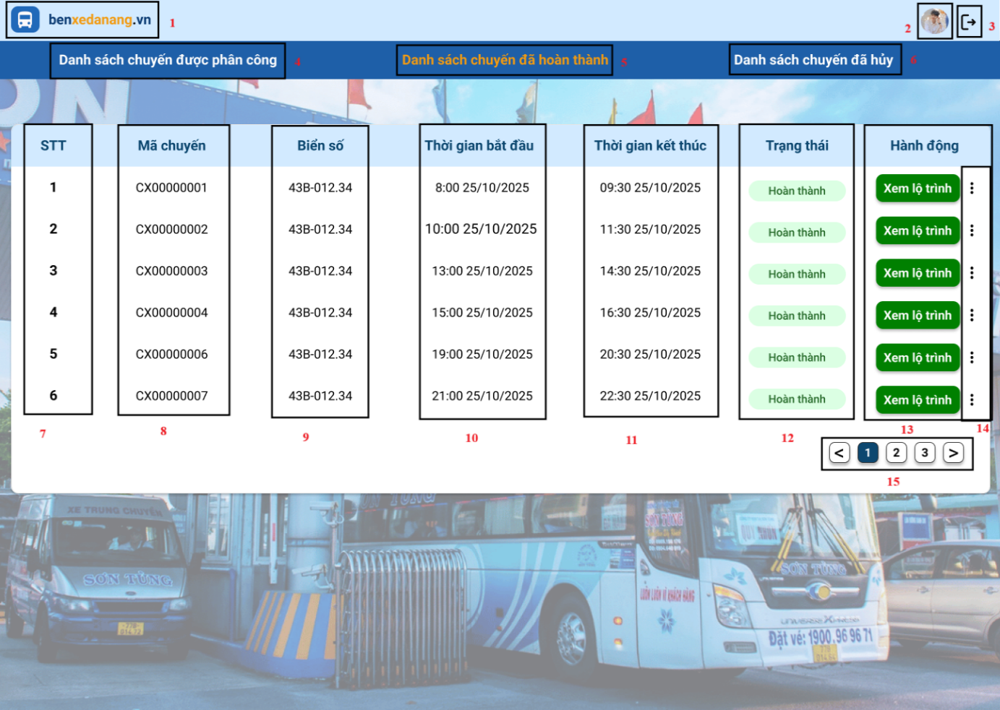 benxedanang.vn 1
2
3
Danh sách chuyến được phân công 4
Danh sách chuyến đã hoàn thành 5
Danh sách chuyến đã hủy 6
STT Mã chuyến Biển số Thời gian bắt đầu Thời gian kết thúc Trạng thái Hành động
1 CX00000001 43B-012.34 8:00 25/10/2025 09:30 25/10/2025 Hoàn thành Xem lộ trình
2 CX00000002 43B-012.34 10:00 25/10/2025 11:30 25/10/2025 Hoàn thành Xem lộ trình
3 CX00000003 43B-012.34 13:00 25/10/2025 14:30 25/10/2025 Hoàn thành Xem lộ trình
4 CX00000004 43B-012.34 15:00 25/10/2025 16:30 25/10/2025 Hoàn thành Xem lộ trình
5 CX00000006 43B-012.34 19:00 25/10/2025 20:30 25/10/2025 Hoàn thành Xem lộ trình
6 CX00000007 43B-012.34 21:00 25/10/2025 22:30 25/10/2025 Hoàn thành Xem lộ trình
7 8 9 10 11 12 13 14
< 1 2 3 >
15
XE TRUNG CHUYỂN
SƠN TÙNG
SƠN TÙNG
SƠN TÙNG
LUÔN LUÔN VÌ KHÁCH HÀNG
UNIVERSE XPRESS
Đặt vé: 1900.96 96 71